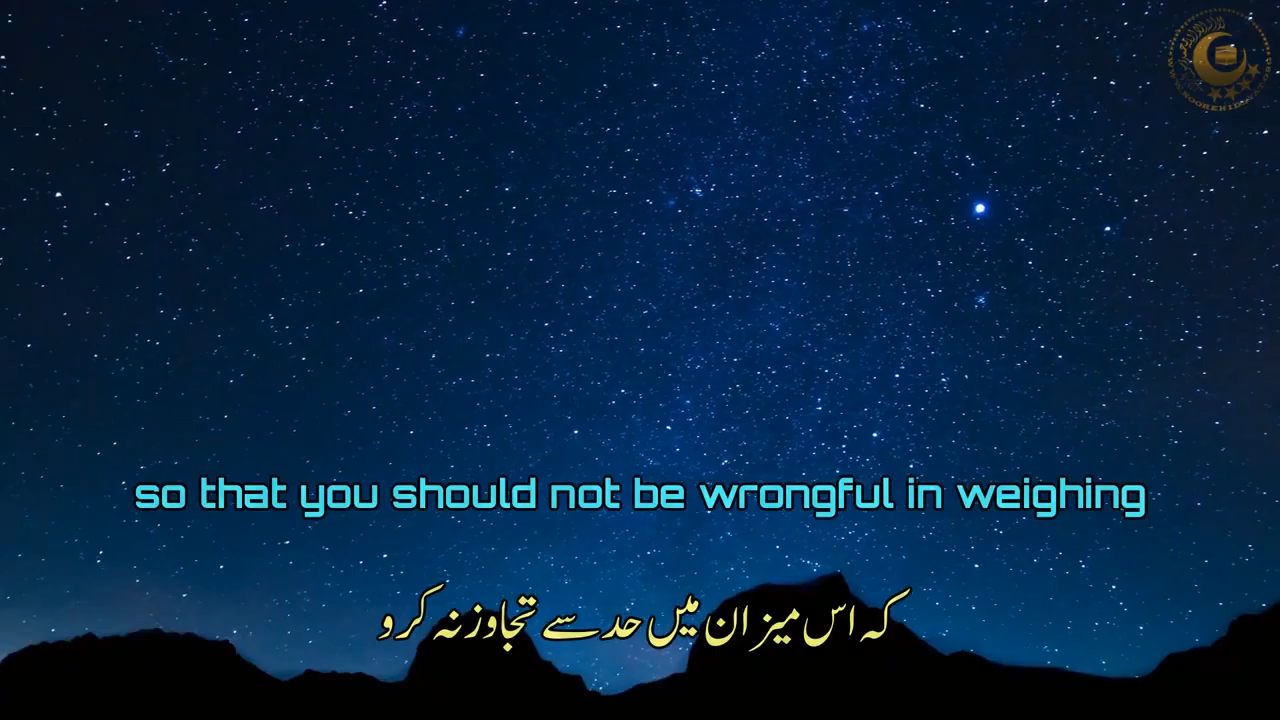 so that you should not be wrongful in weighing
کہ اس میزان میں حد سے تجاوز نہ کرو